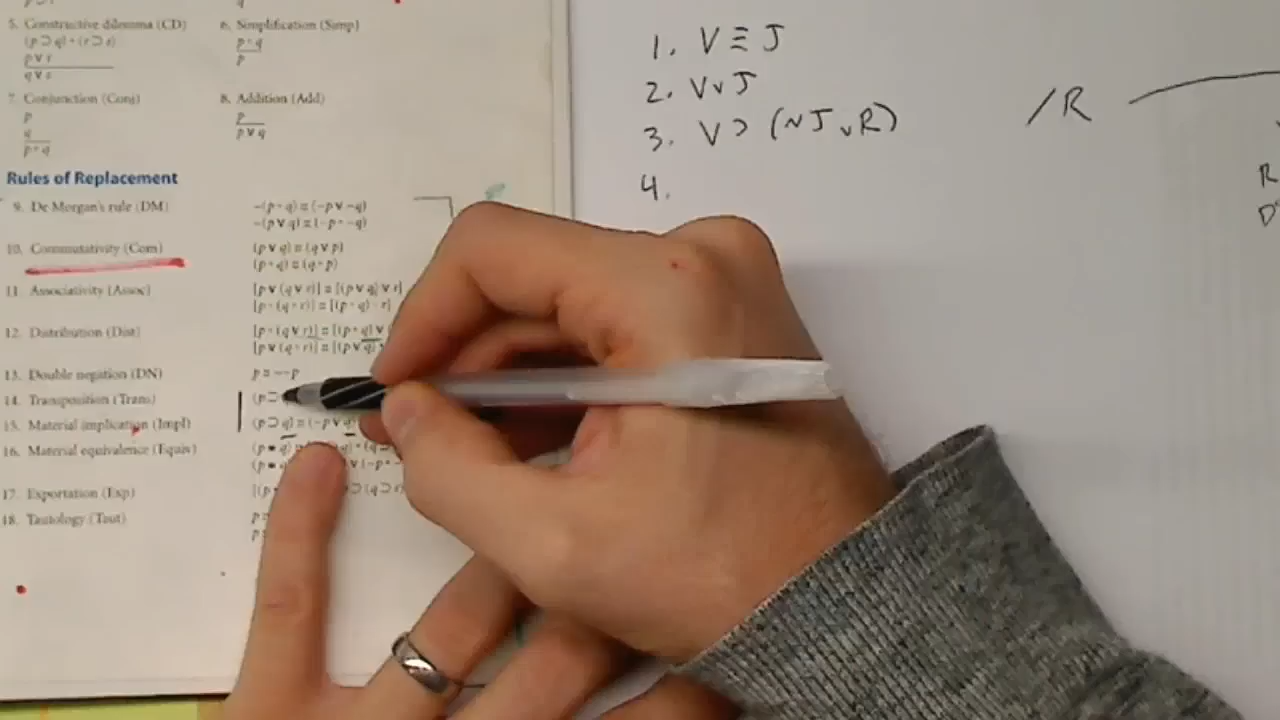 5. Constructive dilemma (CD)
(p ⊃ q) • (r ⊃ s)
p ∨ r
q ∨ s
6. Simplification (Simp)
p • q
p
7. Conjunction (Conj)
p
q
p • q
8. Addition (Add)
p
p ∨ q
Rules of Replacement
9. De Morgan's rule (DM)
~(p • q) ≡ (~p ∨ ~q)
~(p ∨ q) ≡ (~p • ~q)
10. Commutativity (Com)
(p ∨ q) ≡ (q ∨ p)
(p • q) ≡ (q • p)
11. Associativity (Assoc)
[p ∨ (q ∨ r)] ≡ [(p ∨ q) ∨ r]
[p • (q • r)] ≡ [(p • q) • r]
12. Distribution (Dist)
[p • (q ∨ r)] ≡ [(p • q) ∨
[p ∨ (q • r)] ≡ [(p ∨ q)
13. Double negation (DN)
p ≡ ~~p
14. Transposition (Trans)
(p ⊃
15. Material implication (Impl)
(p ⊃ q) ≡ (~p ∨ q)
16. Material equivalence (Equiv)
17. Exportation (Exp)
18. Tautology (Taut)
1. V ≡ J
2. V v J
3. V ⊃ (~J v R) /R
4.
R
D